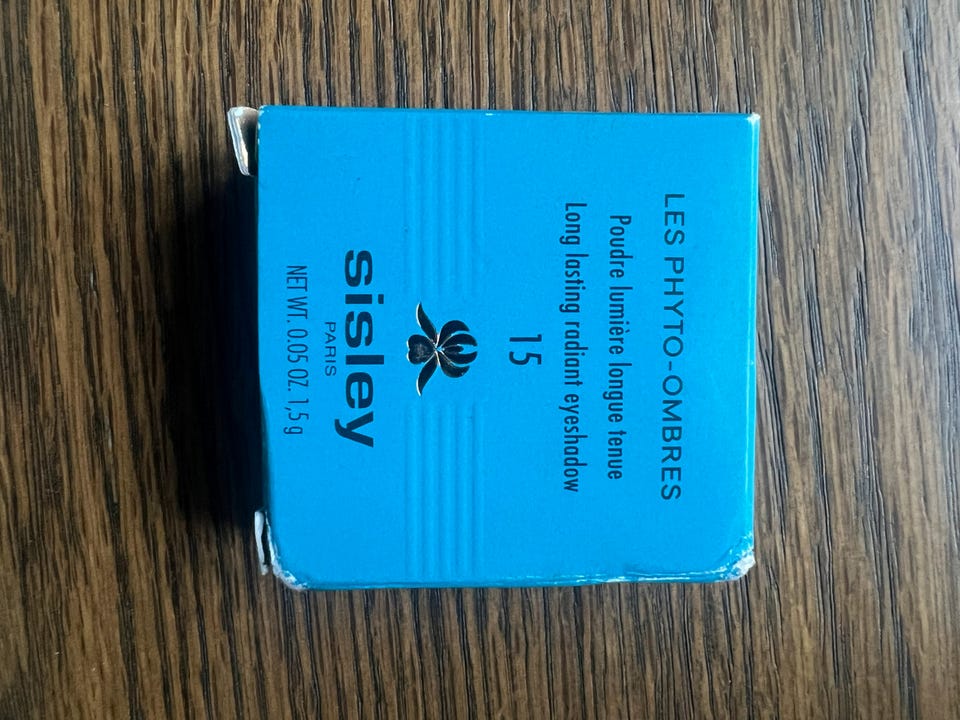 LES PHYTO-OMBRES
Poudre lumière longue tenue
Long lasting radiant eyeshadow
15
sisley
PARIS
NET WT. 0.05 OZ. 1,5 g